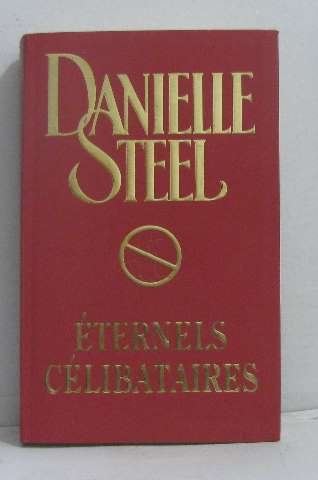 DANIELLE
STEEL
ÉTERNELS
CÉLIBATAIRES